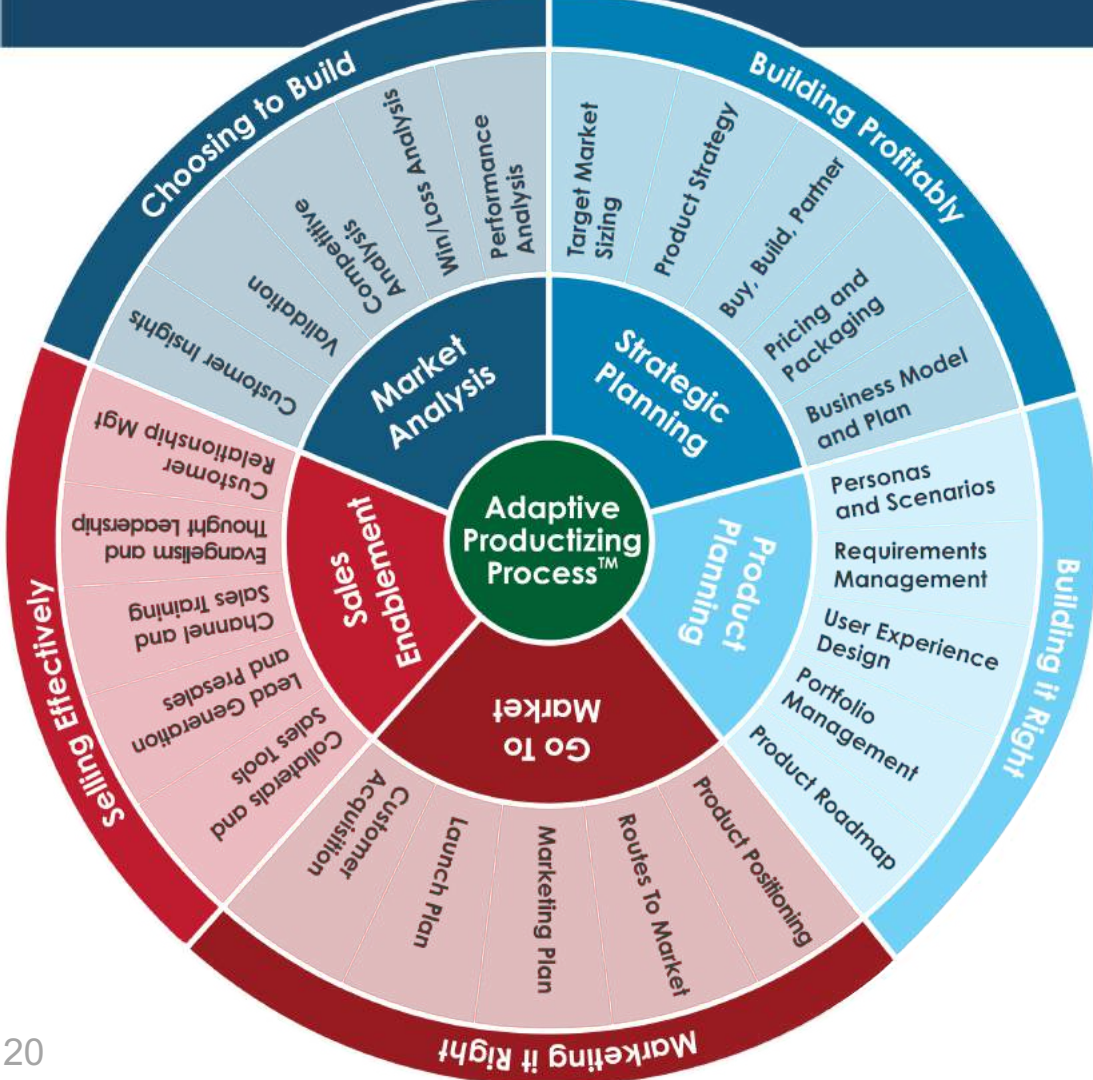 Adaptive
Productizing
Process™
Choosing to Build
Market
Analysis
Customer Insights
Validation
Competitive
Analysis
Win/Loss Analysis
Performance
Analysis
Building Profitably
Strategic
Planning
Target Market
Sizing
Product Strategy
Buy, Build, Partner
Pricing and
Packaging
Business Model
and Plan
Building it Right
Product
Planning
Personas
and Scenarios
Requirements
Management
User Experience
Design
Portfolio
Management
Product Roadmap
Marketing it Right
Go To
Market
Product Positioning
Routes To Market
Marketing Plan
Launch Plan
Customer
Acquisition
Selling Effectively
Sales
Enablement
Collaterals and
Sales Tools
Lead Generation
and Presales
Channel and
Sales Training
Evangelism and
Thought Leadership
Customer
Relationship Mgt
20